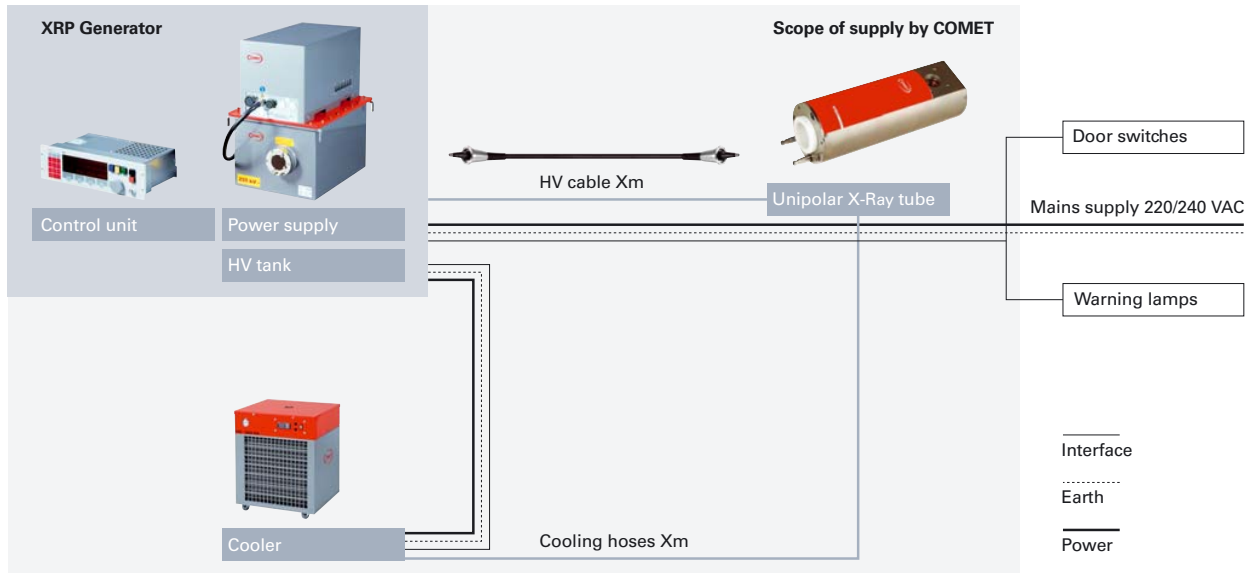 XRP Generator
Scope of supply by COMET
Door switches
HV cable Xm
Unipolar X-Ray tube
Mains supply 220/240 VAC
Control unit
Power supply
HV tank
Warning lamps
Interface
Earth
Cooler
Cooling hoses Xm
Power